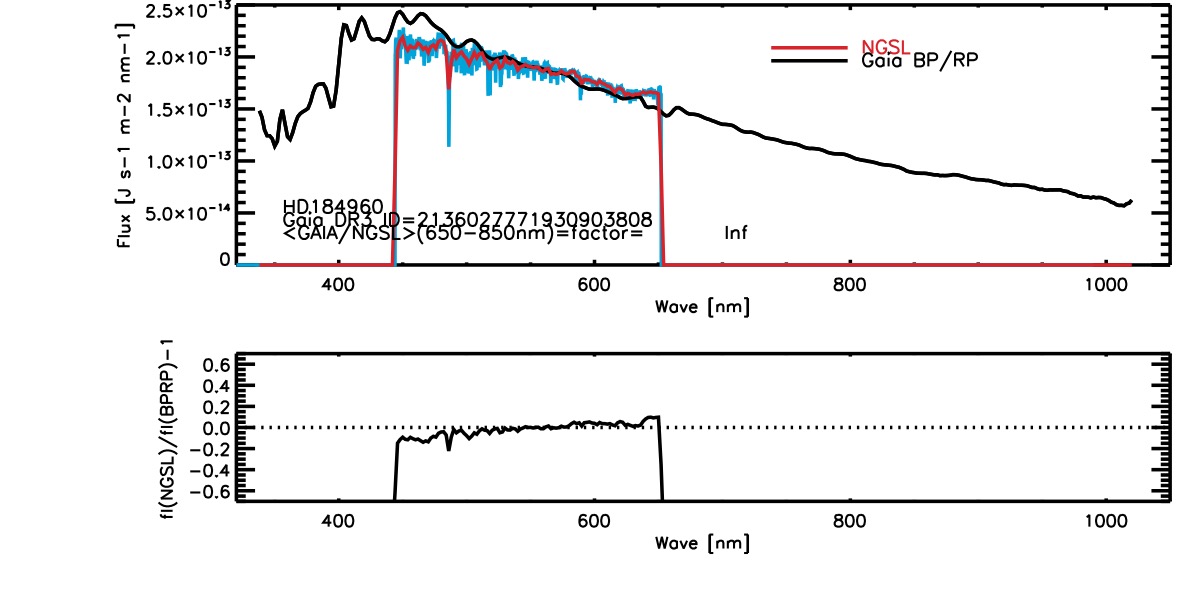 2.5×10−13
2.0×10−13
1.5×10−13
1.0×10−13
5.0×10−14
0
Flux [J s−1 m−2 nm−1]
NGSL
Gaia BP/RP
HD184960
Gaia DR3 ID=2136027771930903808
<GAIA/NGSL>(650−850nm)=factor= Inf
400 600 800 1000
Wave [nm]
0.6
0.4
0.2
0.0
−0.2
−0.4
−0.6
fl(NGSL)/fl(BPRP)−1
400 600 800 1000
Wave [nm]